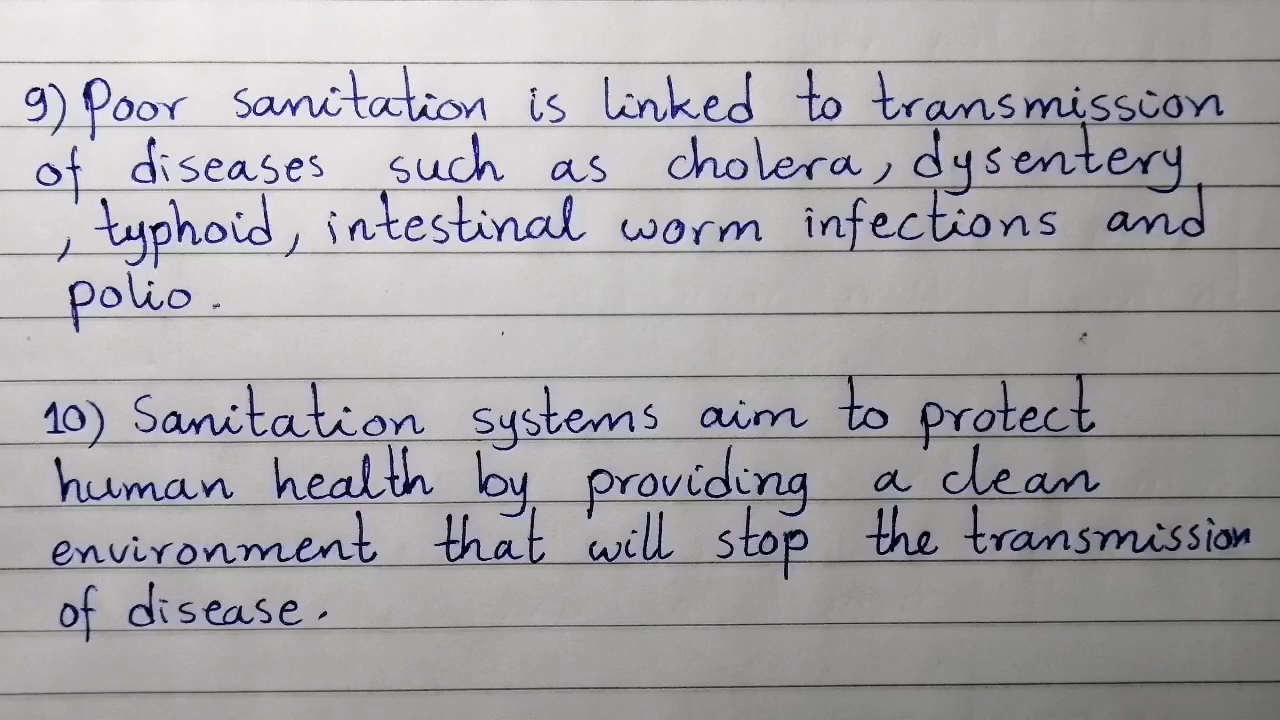 9) Poor sanitation is linked to transmission
of diseases such as cholera, dysentery
, typhoid, intestinal worm infections and
polio.
10) Sanitation systems aim to protect
human health by providing a clean
environment that will stop the transmission
of disease.